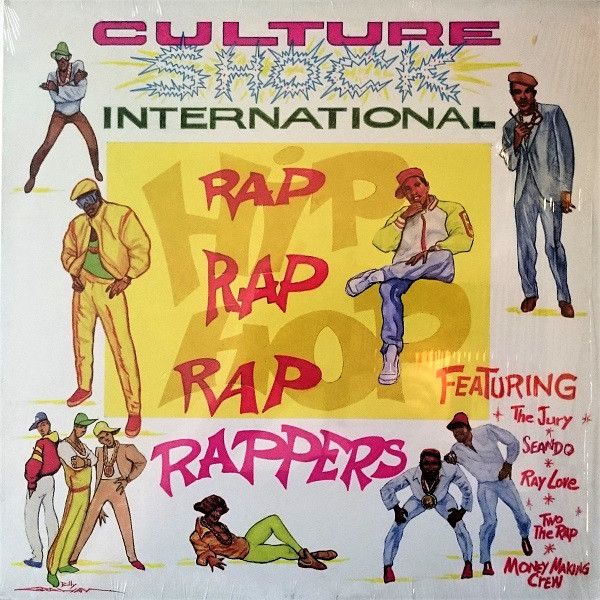 CULTURE
SHOCK
INTERNATIONAL
HIP
HOP
RAP
RAP
RAP
RAPPERS
FEATURING
The Jury
SEANDO
Ray Love
Two The Rap
Money Making Crew